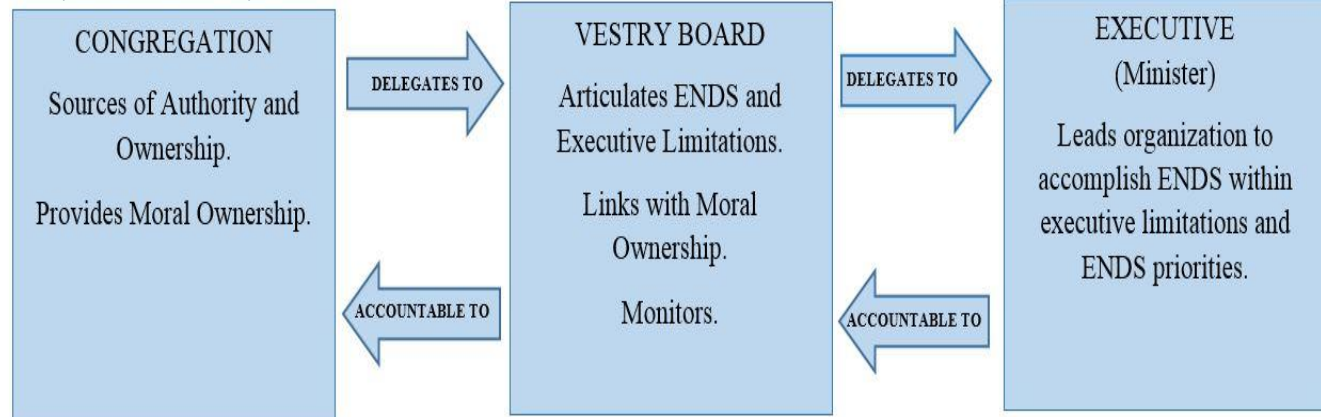 CONGREGATION
Sources of Authority and
Ownership.
Provides Moral Ownership.
DELEGATES TO
ACCOUNTABLE TO
VESTRY BOARD
Articulates ENDS and
Executive Limitations.
Links with Moral
Ownership.
Monitors.
DELEGATES TO
ACCOUNTABLE TO
EXECUTIVE
(Minister)
Leads organization to
accomplish ENDS within
executive limitations and
ENDS priorities.